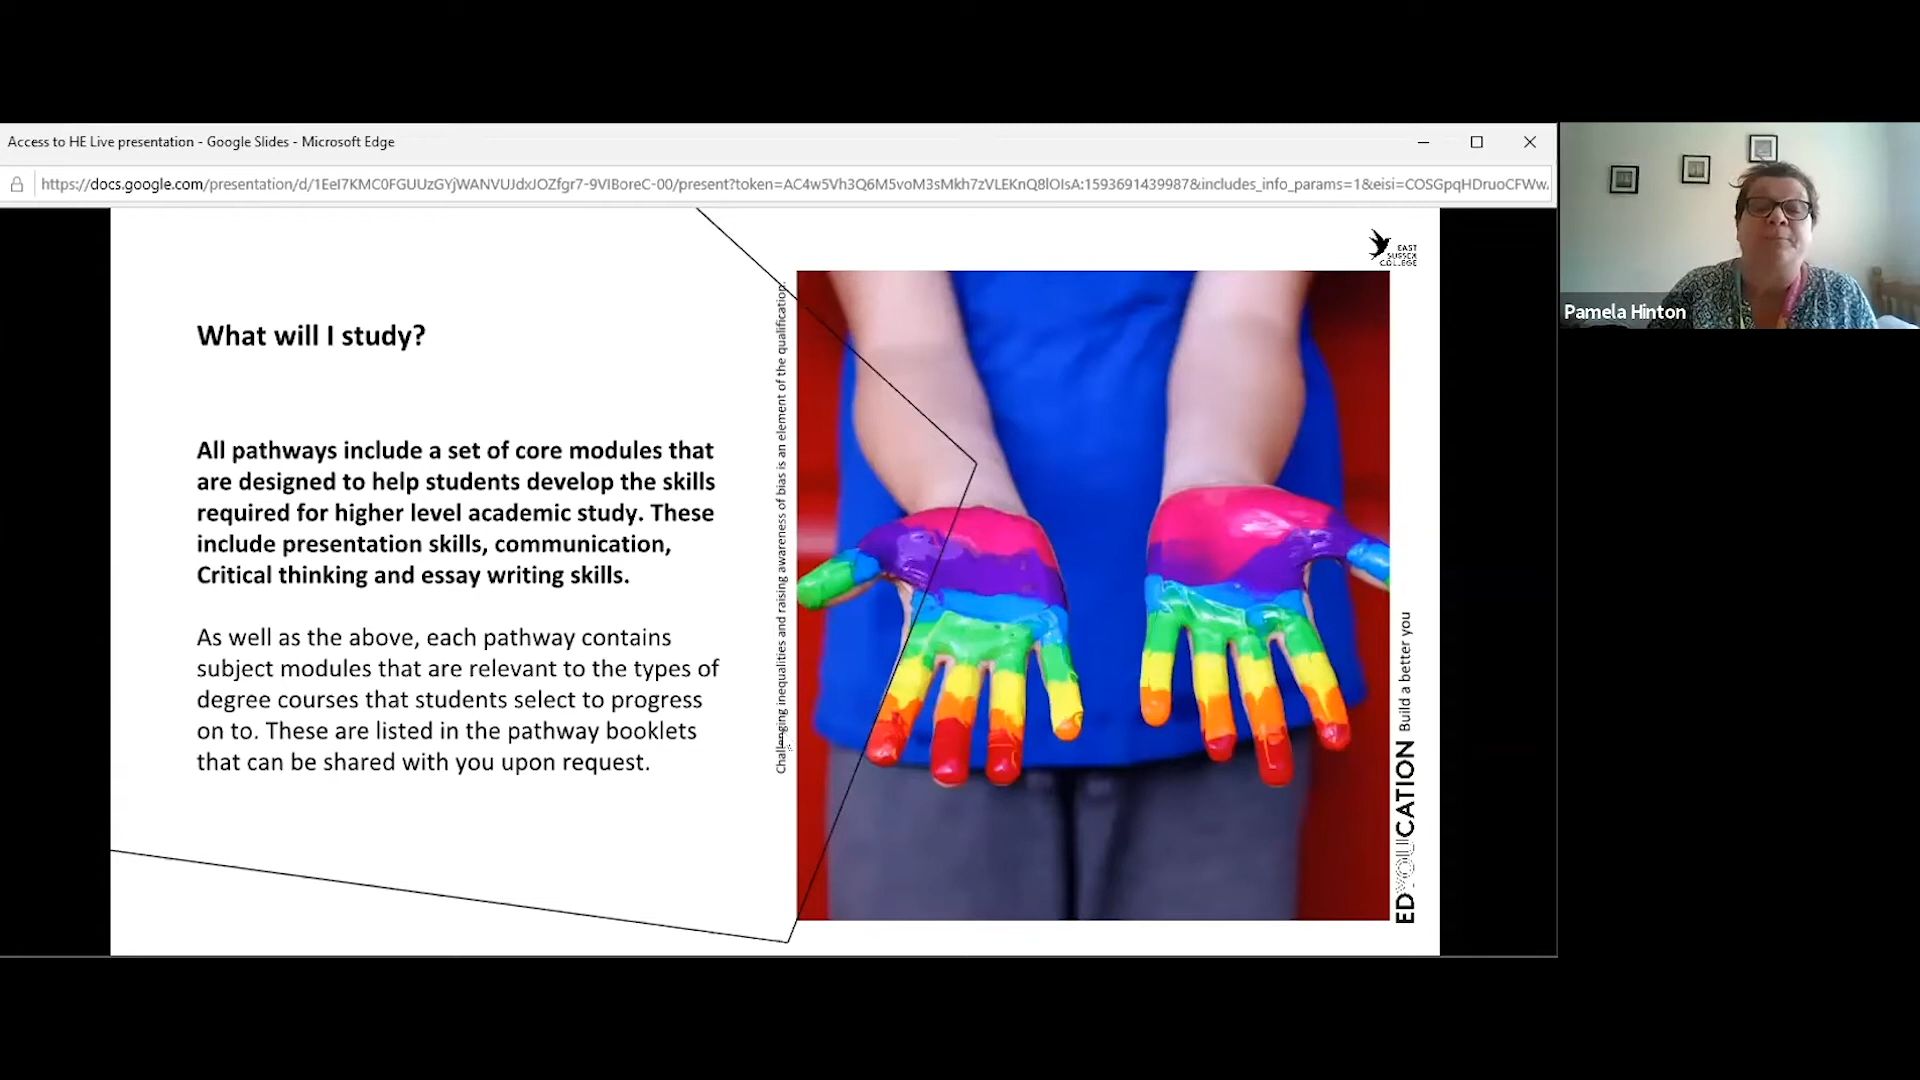 Access to HE Live presentation - Google Slides - Microsoft Edge
https://docs.google.com/presentation/d/1EeI7KMC0FGUUzGYjWANVUJdxJOZfgr7-9VIBoreC-00/present?token=AC4w5Vh3Q6M5voM3sMkh7zVLEKnQ8lOIsA:1593691439987&includes_info_params=1&eisi=COSGpqHDruoCFWw
Pamela Hinton
EAST
SUSSEX
COLLEGE
What will I study?
All pathways include a set of core modules that
are designed to help students develop the skills
required for higher level academic study. These
include presentation skills, communication,
Critical thinking and essay writing skills.
As well as the above, each pathway contains
subject modules that are relevant to the types of
degree courses that students select to progress
on to. These are listed in the pathway booklets
that can be shared with you upon request.
Challenging inequalities and raising awareness of bias is an element of the qualification.
EDYOUCATION Build a better you